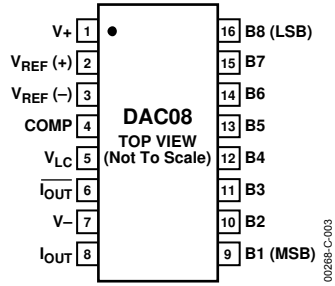 V+ 1
VREF (+) 2
VREF (–) 3
COMP 4
VLC 5
IOUT 6
V– 7
IOUT 8
DAC08
TOP VIEW
(Not To Scale)
16 B8 (LSB)
15 B7
14 B6
13 B5
12 B4
11 B3
10 B2
9 B1 (MSB)
00268-C-003